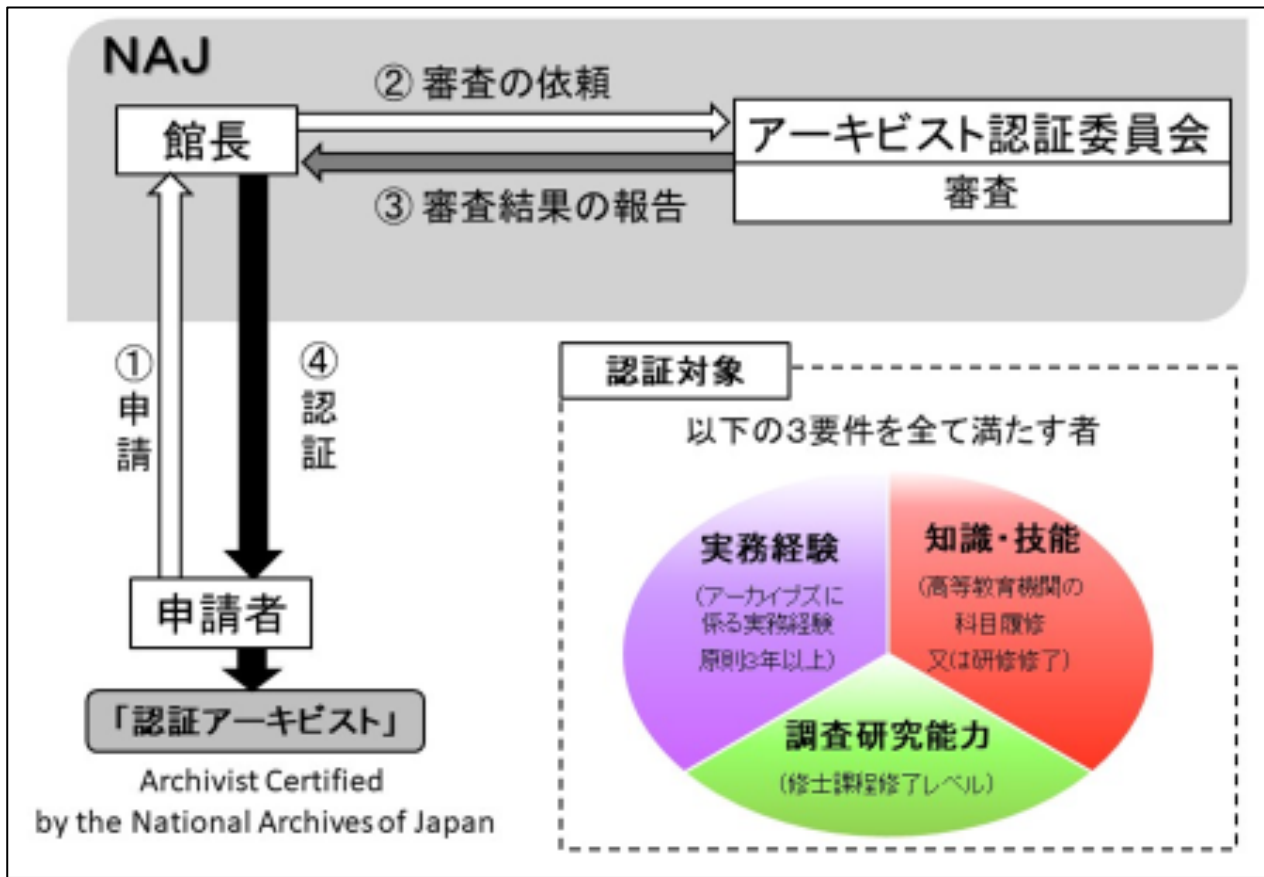 NAJ
② 審査の依頼
館長
アーキビスト認証委員会
審査
③ 審査結果の報告
①申請
④認証
申請者
「認証アーキビスト」
Archivist Certified
by the National Archives of Japan
認証対象
以下の3要件を全て満たす者
実務経験
(アーカイブズに
係る実務経験
原則3年以上)
知識・技能
(高等教育機関の
科目履修
又は研修修了)
調査研究能力
(修士課程修了レベル)